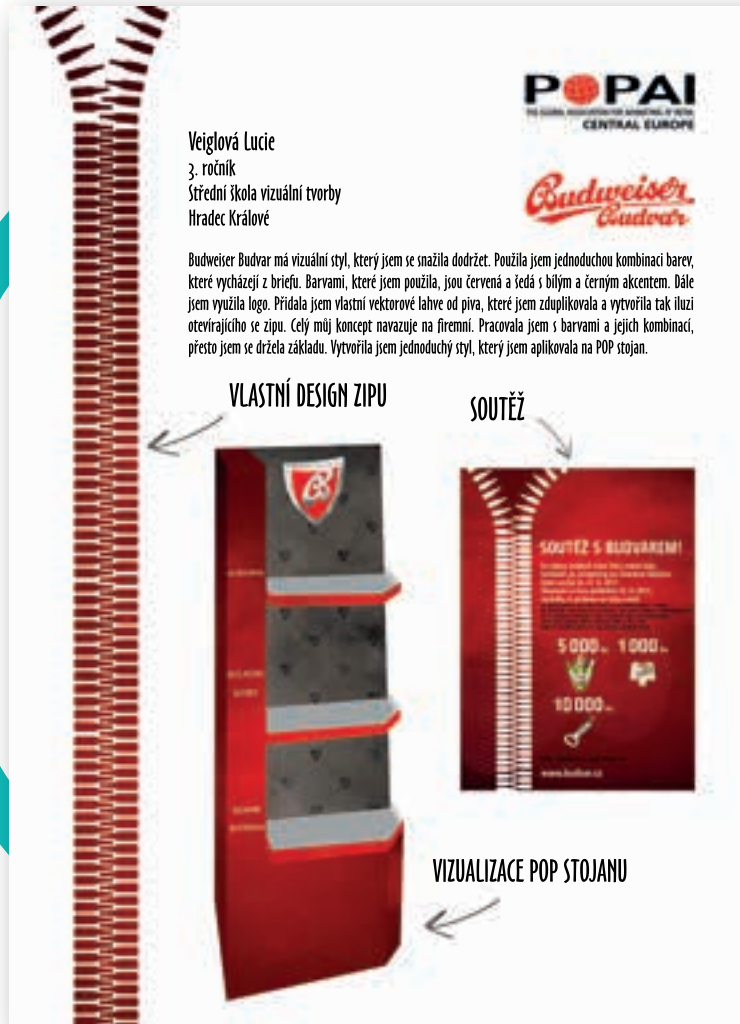 POPAI
CENTRAL EUROPE
Veiglová Lucie
3. ročník
Střední škola vizuální tvorby
Hradec Králové
Budweiser
Budvar
Budweiser Budvar má vizuální styl, který jsem se snažila dodržet. Použila jsem jednoduchou kombinaci barev,
které vycházejí z briefu. Barvami, které jsem použila, jsou červená a šedá s bílým a černým akcentem. Dále
jsem využila logo. Přidala jsem vlastní vektorové lahve od piva, které jsem zduplikovala a vytvořila tak iluzi
otevírajícího se zipu. Celý můj koncept navazuje na firemní. Pracovala jsem s barvami a jejich kombinací,
přesto jsem se držela základu. Vytvořila jsem jednoduchý styl, který jsem aplikovala na POP stojan.
VLASTNÍ DESIGN ZIPU
SOUTĚŽ
SOUTĚŽ S BUDVAREM!
5 000
1 000
10 000
VIZUALIZACE POP STOJANU